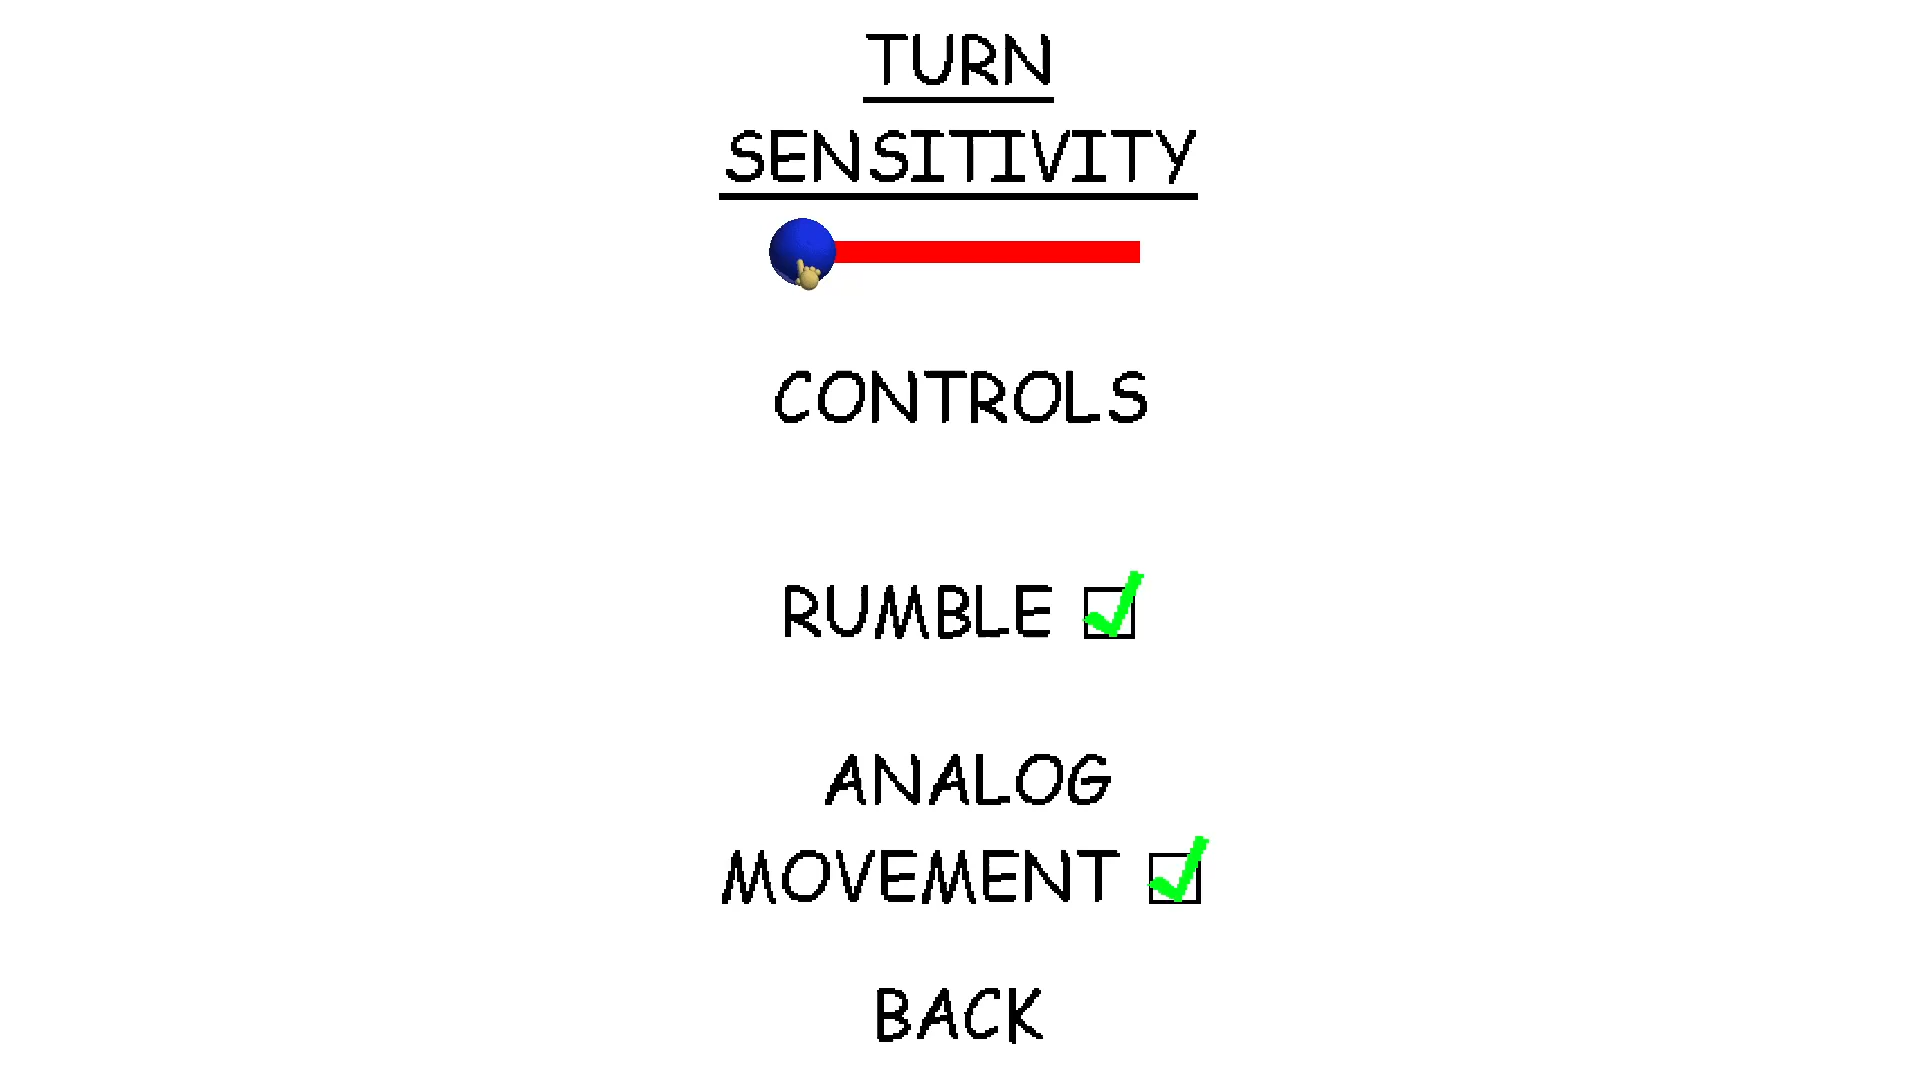 TURN
SENSITIVITY
CONTROLS
RUMBLE
ANALOG
MOVEMENT
BACK